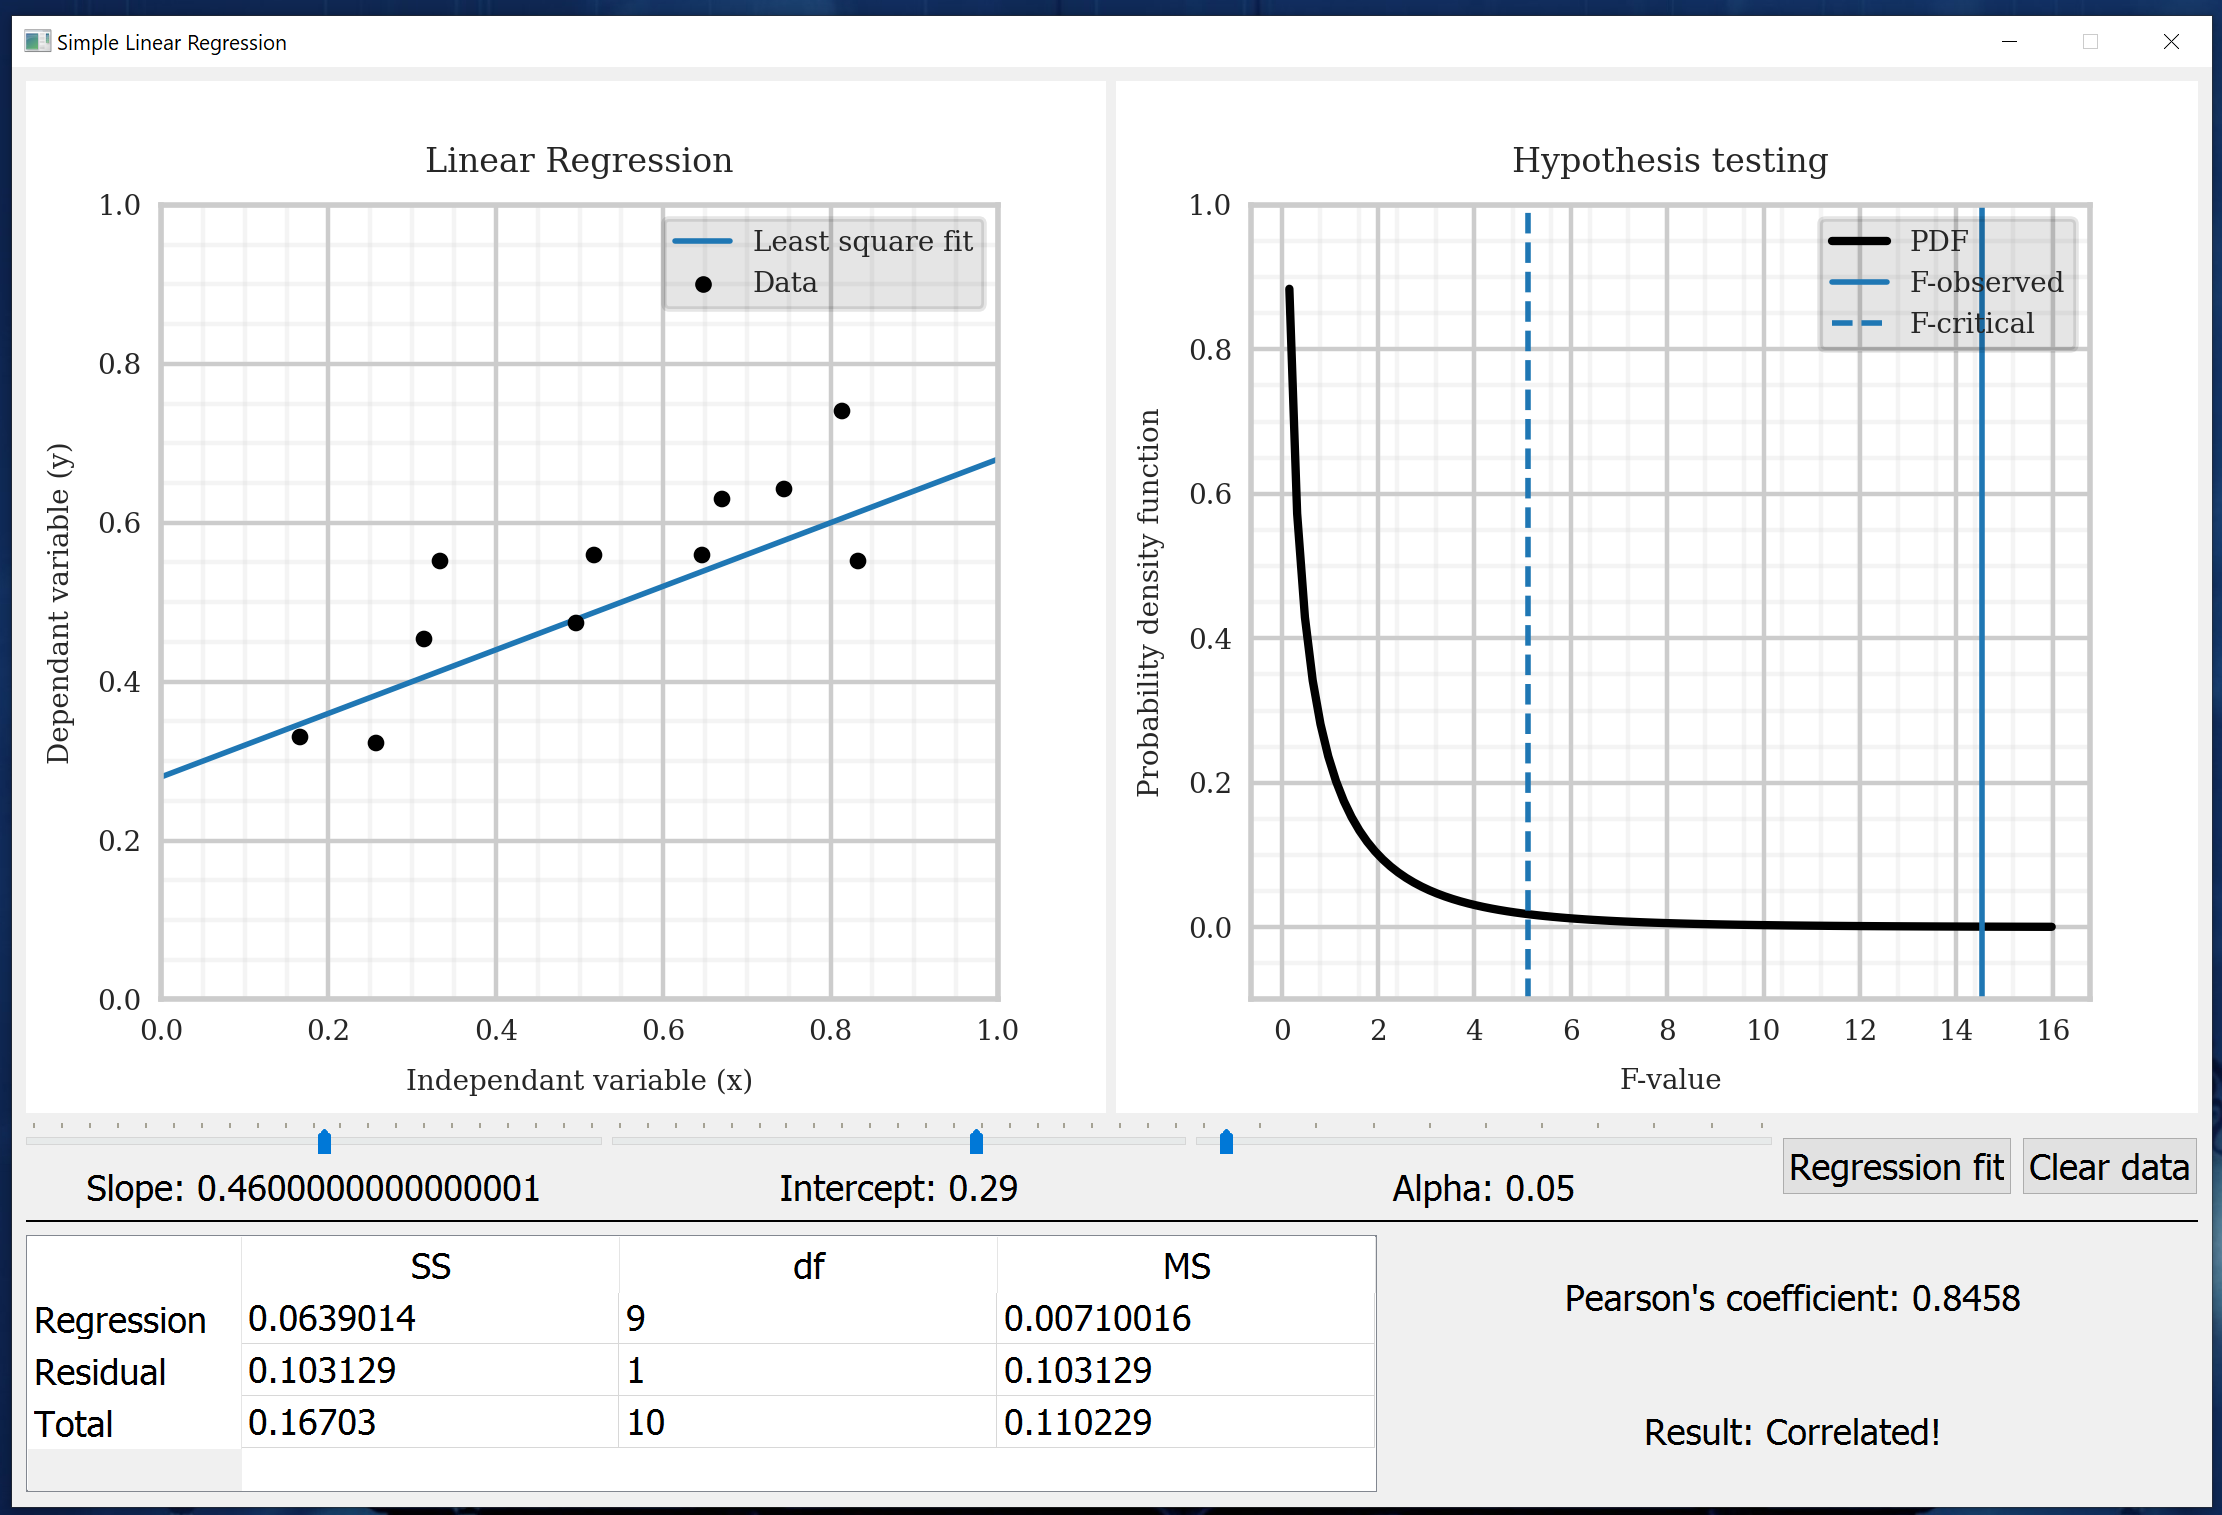 Simple Linear Regression
Linear Regression
1.0
0.8
0.6
0.4
0.2
0.0
Dependant variable (y)
Least square fit
Data
0.0 0.2 0.4 0.6 0.8 1.0
Independant variable (x)
Hypothesis testing
1.0
0.8
0.6
0.4
0.2
0.0
Probability density function
PDF
F-observed
F-critical
0 2 4 6 8 10 12 14 16
F-value
Slope: 0.4600000000000001
Intercept: 0.29
Alpha: 0.05
Regression fit
Clear data
SS df MS
Regression 0.0639014 9 0.00710016
Residual 0.103129 1 0.103129
Total 0.16703 10 0.110229
Pearson's coefficient: 0.8458
Result: Correlated!